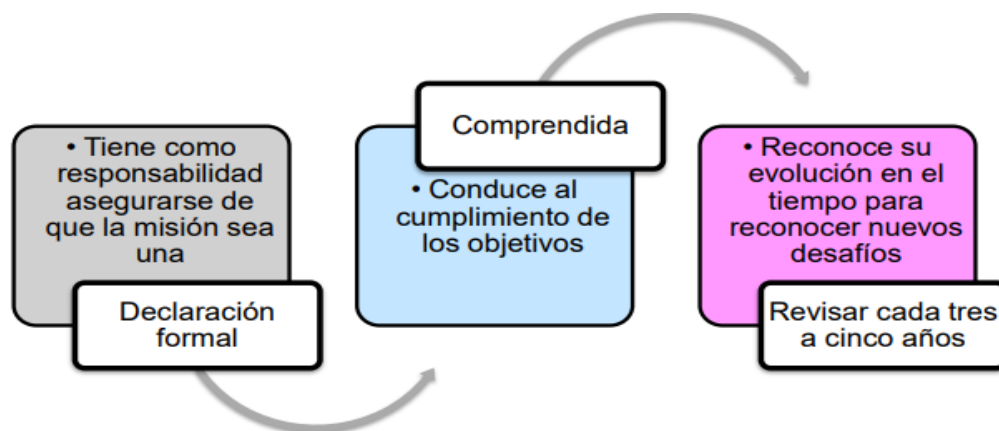 • Tiene como
responsabilidad
asegurarse de
que la misión sea
una
Declaración
formal
Comprendida
• Conduce al
cumplimiento de
los objetivos
• Reconoce su
evolución en el
tiempo para
reconocer nuevos
desafíos
Revisar cada tres
a cinco años